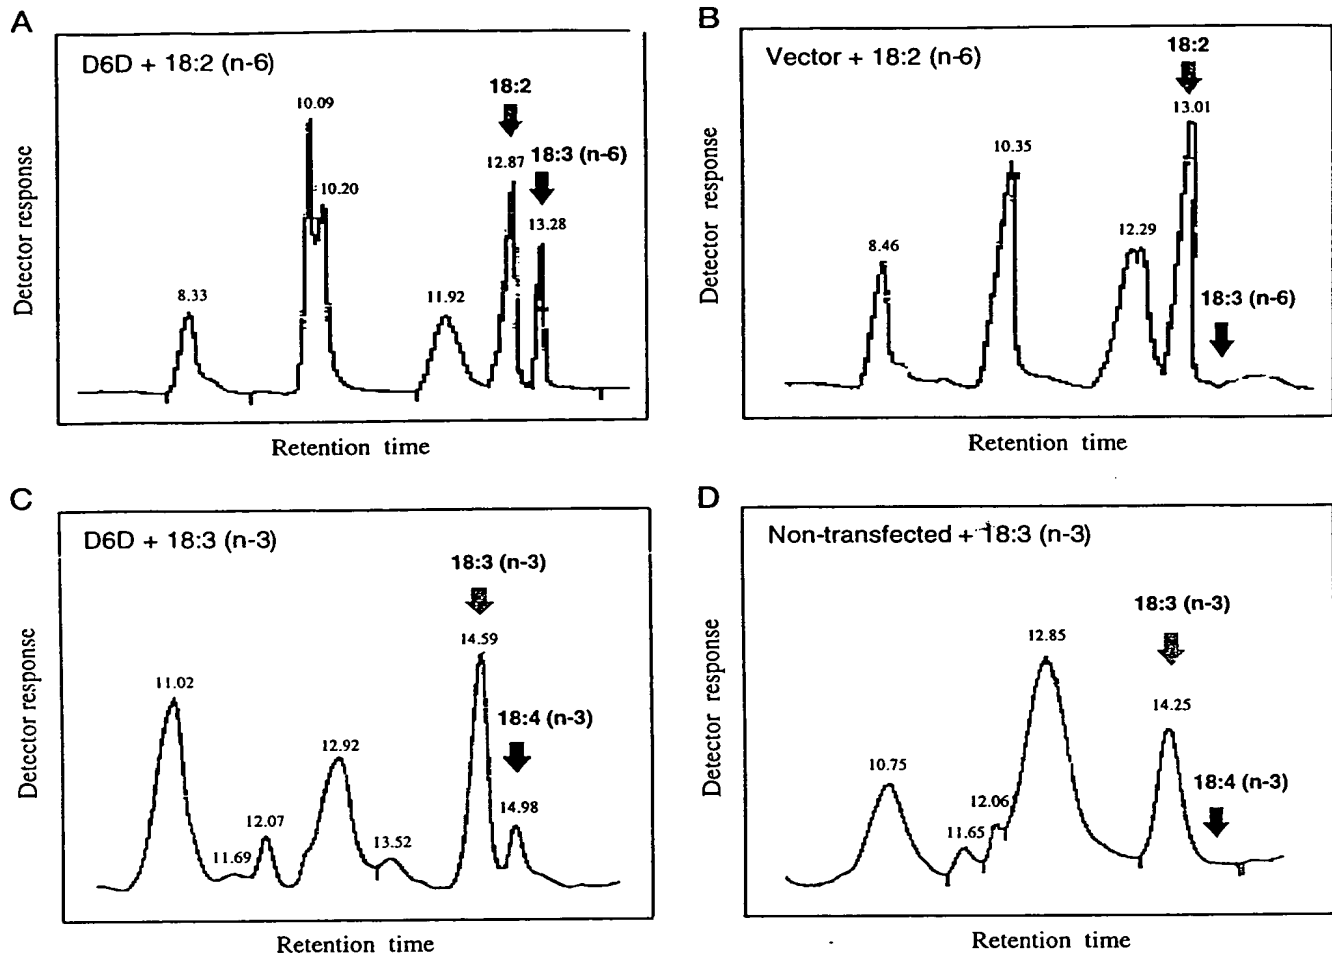 A
D6D + 18:2 (n-6)
18:2
10.09
12.87
18:3 (n-6)
10.20
13.28
8.33
11.92
Detector response
Retention time
B
Vector + 18:2 (n-6)
18:2
13.01
10.35
12.29
8.46
18:3 (n-6)
Detector response
Retention time
C
D6D + 18:3 (n-3)
18:3 (n-3)
14.59
11.02
18:4 (n-3)
12.92
14.98
12.07
13.52
11.69
Detector response
Retention time
D
Non-transfected + 18:3 (n-3)
18:3 (n-3)
12.85
14.25
10.75
18:4 (n-3)
12.06
11.65
Detector response
Retention time